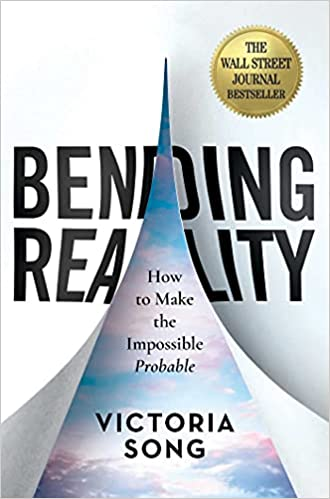 THE
WALL STREET
JOURNAL
BESTSELLER
BENDING
REALITY
How
to Make
the
Impossible
Probable
VICTORIA
SONG